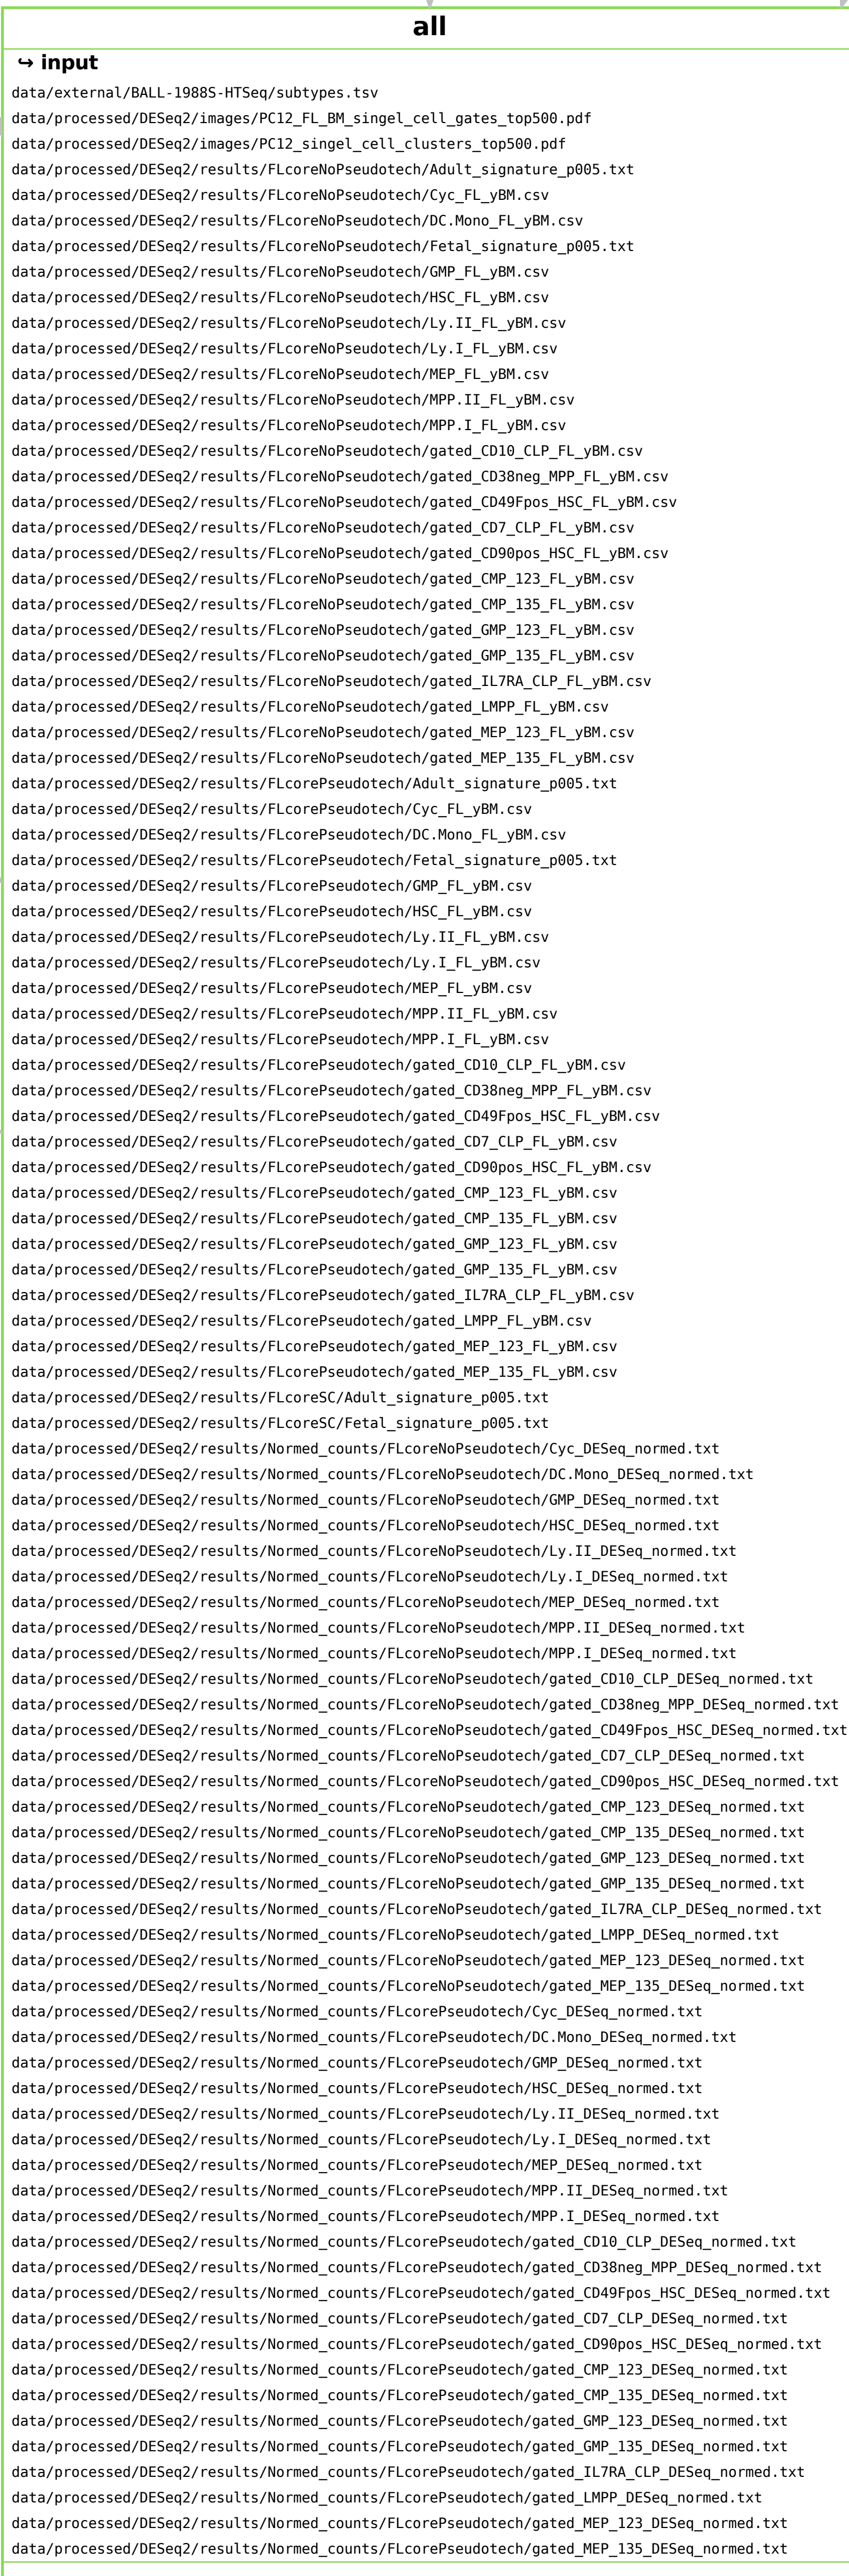 all
↪ input
data/external/BALL-1988S-HTSeq/subtypes.tsv
data/processed/DESeq2/images/PC12_FL_BM_singel_cell_gates_top500.pdf
data/processed/DESeq2/images/PC12_singel_cell_clusters_top500.pdf
data/processed/DESeq2/results/FLcoreNoPseudotech/Adult_signature_p005.txt
data/processed/DESeq2/results/FLcoreNoPseudotech/Cyc_FL_yBM.csv
data/processed/DESeq2/results/FLcoreNoPseudotech/DC.Mono_FL_yBM.csv
data/processed/DESeq2/results/FLcoreNoPseudotech/Fetal_signature_p005.txt
data/processed/DESeq2/results/FLcoreNoPseudotech/GMP_FL_yBM.csv
data/processed/DESeq2/results/FLcoreNoPseudotech/HSC_FL_yBM.csv
data/processed/DESeq2/results/FLcoreNoPseudotech/Ly.II_FL_yBM.csv
data/processed/DESeq2/results/FLcoreNoPseudotech/Ly.I_FL_yBM.csv
data/processed/DESeq2/results/FLcoreNoPseudotech/MEP_FL_yBM.csv
data/processed/DESeq2/results/FLcoreNoPseudotech/MPP.II_FL_yBM.csv
data/processed/DESeq2/results/FLcoreNoPseudotech/MPP.I_FL_yBM.csv
data/processed/DESeq2/results/FLcoreNoPseudotech/gated_CD10_CLP_FL_yBM.csv
data/processed/DESeq2/results/FLcoreNoPseudotech/gated_CD38neg_MPP_FL_yBM.csv
data/processed/DESeq2/results/FLcoreNoPseudotech/gated_CD49Fpos_HSC_FL_yBM.csv
data/processed/DESeq2/results/FLcoreNoPseudotech/gated_CD7_CLP_FL_yBM.csv
data/processed/DESeq2/results/FLcoreNoPseudotech/gated_CD90pos_HSC_FL_yBM.csv
data/processed/DESeq2/results/FLcoreNoPseudotech/gated_CMP_123_FL_yBM.csv
data/processed/DESeq2/results/FLcoreNoPseudotech/gated_CMP_135_FL_yBM.csv
data/processed/DESeq2/results/FLcoreNoPseudotech/gated_GMP_123_FL_yBM.csv
data/processed/DESeq2/results/FLcoreNoPseudotech/gated_GMP_135_FL_yBM.csv
data/processed/DESeq2/results/FLcoreNoPseudotech/gated_IL7RA_CLP_FL_yBM.csv
data/processed/DESeq2/results/FLcoreNoPseudotech/gated_LMPP_FL_yBM.csv
data/processed/DESeq2/results/FLcoreNoPseudotech/gated_MEP_123_FL_yBM.csv
data/processed/DESeq2/results/FLcoreNoPseudotech/gated_MEP_135_FL_yBM.csv
data/processed/DESeq2/results/FLcorePseudotech/Adult_signature_p005.txt
data/processed/DESeq2/results/FLcorePseudotech/Cyc_FL_yBM.csv
data/processed/DESeq2/results/FLcorePseudotech/DC.Mono_FL_yBM.csv
data/processed/DESeq2/results/FLcorePseudotech/Fetal_signature_p005.txt
data/processed/DESeq2/results/FLcorePseudotech/GMP_FL_yBM.csv
data/processed/DESeq2/results/FLcorePseudotech/HSC_FL_yBM.csv
data/processed/DESeq2/results/FLcorePseudotech/Ly.II_FL_yBM.csv
data/processed/DESeq2/results/FLcorePseudotech/Ly.I_FL_yBM.csv
data/processed/DESeq2/results/FLcorePseudotech/MEP_FL_yBM.csv
data/processed/DESeq2/results/FLcorePseudotech/MPP.II_FL_yBM.csv
data/processed/DESeq2/results/FLcorePseudotech/MPP.I_FL_yBM.csv
data/processed/DESeq2/results/FLcorePseudotech/gated_CD10_CLP_FL_yBM.csv
data/processed/DESeq2/results/FLcorePseudotech/gated_CD38neg_MPP_FL_yBM.csv
data/processed/DESeq2/results/FLcorePseudotech/gated_CD49Fpos_HSC_FL_yBM.csv
data/processed/DESeq2/results/FLcorePseudotech/gated_CD7_CLP_FL_yBM.csv
data/processed/DESeq2/results/FLcorePseudotech/gated_CD90pos_HSC_FL_yBM.csv
data/processed/DESeq2/results/FLcorePseudotech/gated_CMP_123_FL_yBM.csv
data/processed/DESeq2/results/FLcorePseudotech/gated_CMP_135_FL_yBM.csv
data/processed/DESeq2/results/FLcorePseudotech/gated_GMP_123_FL_yBM.csv
data/processed/DESeq2/results/FLcorePseudotech/gated_GMP_135_FL_yBM.csv
data/processed/DESeq2/results/FLcorePseudotech/gated_IL7RA_CLP_FL_yBM.csv
data/processed/DESeq2/results/FLcorePseudotech/gated_LMPP_FL_yBM.csv
data/processed/DESeq2/results/FLcorePseudotech/gated_MEP_123_FL_yBM.csv
data/processed/DESeq2/results/FLcorePseudotech/gated_MEP_135_FL_yBM.csv
data/processed/DESeq2/results/FLcoreSC/Adult_signature_p005.txt
data/processed/DESeq2/results/FLcoreSC/Fetal_signature_p005.txt
data/processed/DESeq2/results/Normed_counts/FLcoreNoPseudotech/Cyc_DESeq_normed.txt
data/processed/DESeq2/results/Normed_counts/FLcoreNoPseudotech/DC.Mono_DESeq_normed.txt
data/processed/DESeq2/results/Normed_counts/FLcoreNoPseudotech/GMP_DESeq_normed.txt
data/processed/DESeq2/results/Normed_counts/FLcoreNoPseudotech/HSC_DESeq_normed.txt
data/processed/DESeq2/results/Normed_counts/FLcoreNoPseudotech/Ly.II_DESeq_normed.txt
data/processed/DESeq2/results/Normed_counts/FLcoreNoPseudotech/Ly.I_DESeq_normed.txt
data/processed/DESeq2/results/Normed_counts/FLcoreNoPseudotech/MEP_DESeq_normed.txt
data/processed/DESeq2/results/Normed_counts/FLcoreNoPseudotech/MPP.II_DESeq_normed.txt
data/processed/DESeq2/results/Normed_counts/FLcoreNoPseudotech/MPP.I_DESeq_normed.txt
data/processed/DESeq2/results/Normed_counts/FLcoreNoPseudotech/gated_CD10_CLP_DESeq_normed.txt
data/processed/DESeq2/results/Normed_counts/FLcoreNoPseudotech/gated_CD38neg_MPP_DESeq_normed.txt
data/processed/DESeq2/results/Normed_counts/FLcoreNoPseudotech/gated_CD49Fpos_HSC_DESeq_normed.txt
data/processed/DESeq2/results/Normed_counts/FLcoreNoPseudotech/gated_CD7_CLP_DESeq_normed.txt
data/processed/DESeq2/results/Normed_counts/FLcoreNoPseudotech/gated_CD90pos_HSC_DESeq_normed.txt
data/processed/DESeq2/results/Normed_counts/FLcoreNoPseudotech/gated_CMP_123_DESeq_normed.txt
data/processed/DESeq2/results/Normed_counts/FLcoreNoPseudotech/gated_CMP_135_DESeq_normed.txt
data/processed/DESeq2/results/Normed_counts/FLcoreNoPseudotech/gated_GMP_123_DESeq_normed.txt
data/processed/DESeq2/results/Normed_counts/FLcoreNoPseudotech/gated_GMP_135_DESeq_normed.txt
data/processed/DESeq2/results/Normed_counts/FLcoreNoPseudotech/gated_IL7RA_CLP_DESeq_normed.txt
data/processed/DESeq2/results/Normed_counts/FLcoreNoPseudotech/gated_LMPP_DESeq_normed.txt
data/processed/DESeq2/results/Normed_counts/FLcoreNoPseudotech/gated_MEP_123_DESeq_normed.txt
data/processed/DESeq2/results/Normed_counts/FLcoreNoPseudotech/gated_MEP_135_DESeq_normed.txt
data/processed/DESeq2/results/Normed_counts/FLcorePseudotech/Cyc_DESeq_normed.txt
data/processed/DESeq2/results/Normed_counts/FLcorePseudotech/DC.Mono_DESeq_normed.txt
data/processed/DESeq2/results/Normed_counts/FLcorePseudotech/GMP_DESeq_normed.txt
data/processed/DESeq2/results/Normed_counts/FLcorePseudotech/HSC_DESeq_normed.txt
data/processed/DESeq2/results/Normed_counts/FLcorePseudotech/Ly.II_DESeq_normed.txt
data/processed/DESeq2/results/Normed_counts/FLcorePseudotech/Ly.I_DESeq_normed.txt
data/processed/DESeq2/results/Normed_counts/FLcorePseudotech/MEP_DESeq_normed.txt
data/processed/DESeq2/results/Normed_counts/FLcorePseudotech/MPP.II_DESeq_normed.txt
data/processed/DESeq2/results/Normed_counts/FLcorePseudotech/MPP.I_DESeq_normed.txt
data/processed/DESeq2/results/Normed_counts/FLcorePseudotech/gated_CD10_CLP_DESeq_normed.txt
data/processed/DESeq2/results/Normed_counts/FLcorePseudotech/gated_CD38neg_MPP_DESeq_normed.txt
data/processed/DESeq2/results/Normed_counts/FLcorePseudotech/gated_CD49Fpos_HSC_DESeq_normed.txt
data/processed/DESeq2/results/Normed_counts/FLcorePseudotech/gated_CD7_CLP_DESeq_normed.txt
data/processed/DESeq2/results/Normed_counts/FLcorePseudotech/gated_CD90pos_HSC_DESeq_normed.txt
data/processed/DESeq2/results/Normed_counts/FLcorePseudotech/gated_CMP_123_DESeq_normed.txt
data/processed/DESeq2/results/Normed_counts/FLcorePseudotech/gated_CMP_135_DESeq_normed.txt
data/processed/DESeq2/results/Normed_counts/FLcorePseudotech/gated_GMP_123_DESeq_normed.txt
data/processed/DESeq2/results/Normed_counts/FLcorePseudotech/gated_GMP_135_DESeq_normed.txt
data/processed/DESeq2/results/Normed_counts/FLcorePseudotech/gated_IL7RA_CLP_DESeq_normed.txt
data/processed/DESeq2/results/Normed_counts/FLcorePseudotech/gated_LMPP_DESeq_normed.txt
data/processed/DESeq2/results/Normed_counts/FLcorePseudotech/gated_MEP_123_DESeq_normed.txt
data/processed/DESeq2/results/Normed_counts/FLcorePseudotech/gated_MEP_135_DESeq_normed.txt